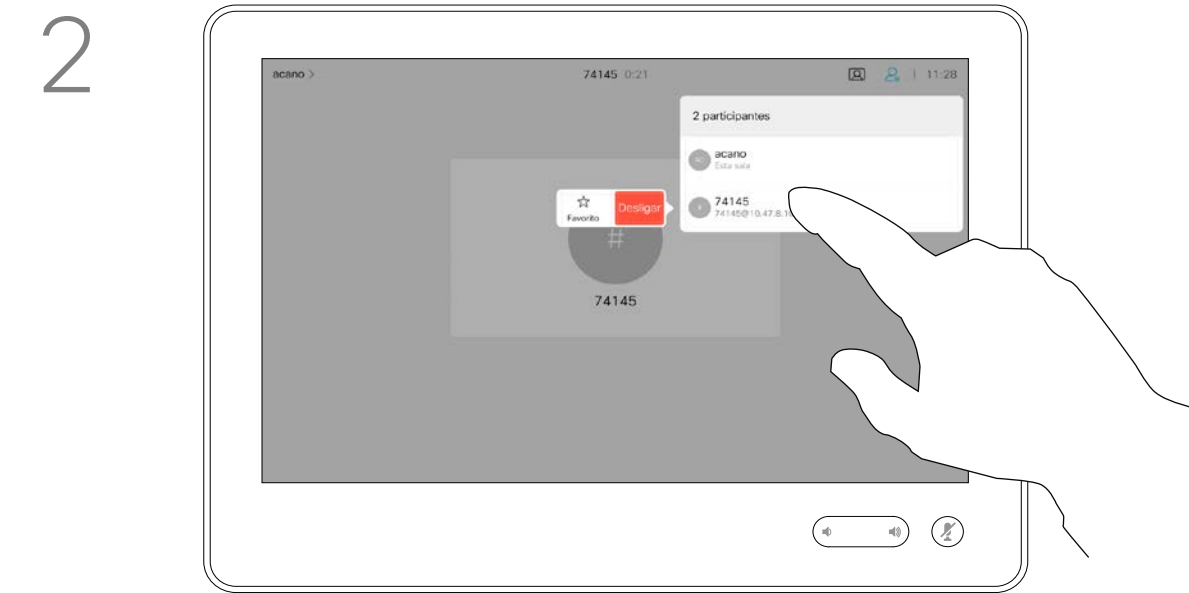 2
acano >
74145 0:21
11:28
2 participantes
acano
Esta sala
74145
Favorito
Desligar
#
74145